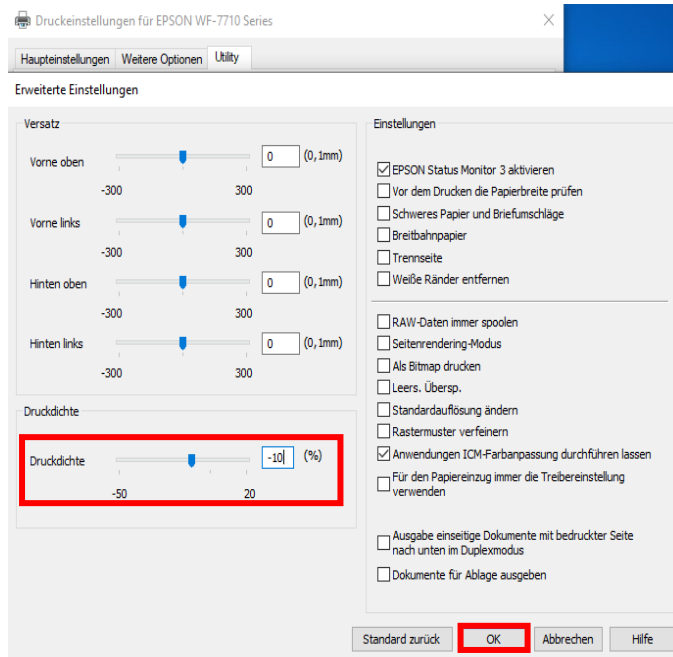 Druckeinstellungen für EPSON WF-7710 Series
Haupteinstellungen Weitere Optionen Utility
Erweiterte Einstellungen
Versatz
Vorne oben 0 (0,1mm)
-300 300
Vorne links 0 (0,1mm)
-300 300
Hinten oben 0 (0,1mm)
-300 300
Hinten links 0 (0,1mm)
-300 300
Druckdichte
Druckdichte -10 (%)
-50 20
Einstellungen
EPSON Status Monitor 3 aktivieren
Vor dem Drucken die Papierbreite prüfen
Schweres Papier und Briefumschläge
Breitbahnpapier
Trennseite
Weiße Ränder entfernen
RAW-Daten immer spoolen
Seitenrendering-Modus
Als Bitmap drucken
Leers. Übersp.
Standardauflösung ändern
Rastermuster verfeinern
Anwendungen ICM-Farbanpassung durchführen lassen
Für den Papiereinzug immer die Treibereinstellung
verwenden
Ausgabe einseitige Dokumente mit bedruckter Seite
nach unten im Duplexmodus
Dokumente für Ablage ausgeben
Standard zurück OK Abbrechen Hilfe